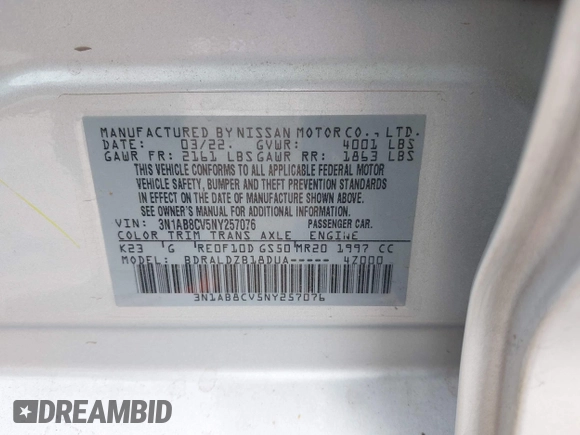 MANUFACTURED BY NISSAN MOTOR CO., LTD.
DATE: 03/22. GVWR: 4001 LBS
GAWR FR: 2161 LBS GAWR RR: 1863 LBS
THIS VEHICLE CONFORMS TO ALL APPLICABLE FEDERAL MOTOR
VEHICLE SAFETY, BUMPER AND THEFT PREVENTION STANDARDS
IN EFFECT ON THE DATE OF MANUFACTURE SHOWN ABOVE.
SEE OWNER'S MANUAL FOR ADDITIONAL INFORMATION.
VIN: 3N1AB8CV5NY257076 PASSENGER CAR.
COLOR TRIM TRANS AXLE ENGINE
K23 G RE0F10D GS50 MR20 1997 CC
MODEL: BDRALDZB18DUA----- 4Z000
3N1AB8CV5NY257076
DREAMBID